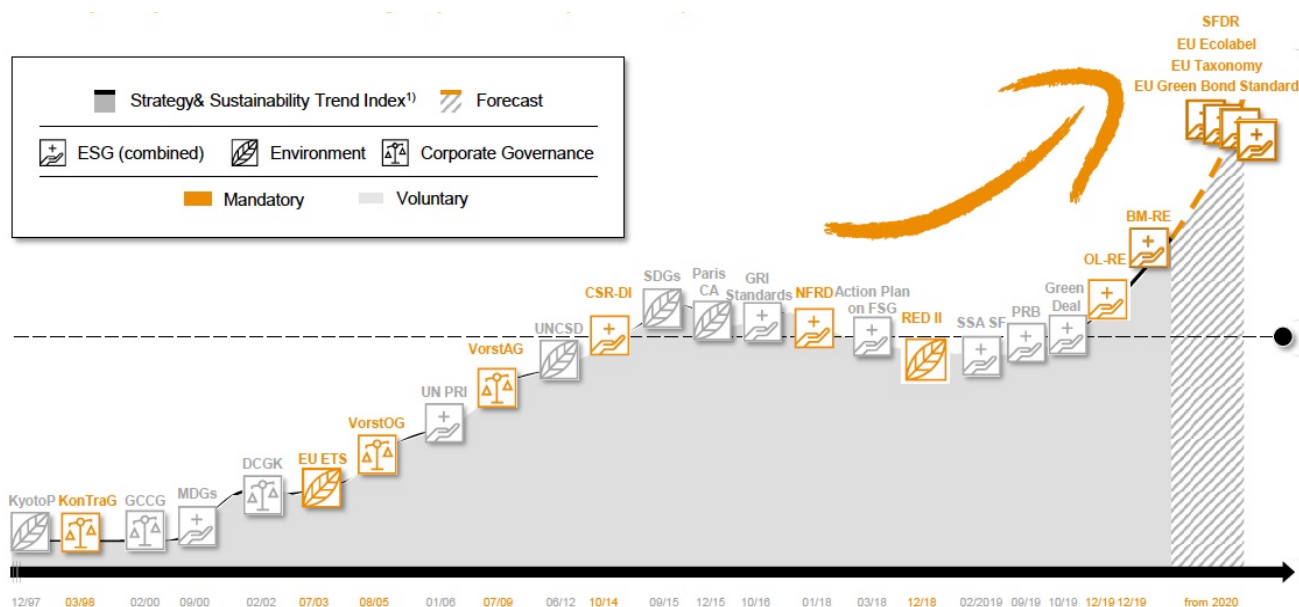 SFDR
EU Ecolabel
EU Taxonomy
EU Green Bond Standard
Strategy& Sustainability Trend Index1)
Forecast
ESG (combined)
Environment
Corporate Governance
Mandatory
Voluntary
BM-RE
OL-RE
Green
Deal
PRB
SSA SF
RED II
Action Plan
on FSG
NFRD
GRI
Standards
Paris
CA
SDGs
CSR-DI
UNCSD
VorstAG
UN PRI
VorstOG
EU ETS
DCGK
MDGs
GCCG
KonTraG
KyotoP
12/97 03/98 02/00 09/00 02/02 07/03 08/05 01/06 07/09 06/12 10/14 09/15 12/15 10/16 01/18 03/18 12/18 02/2019 09/19 10/19 12/19 12/19 from 2020